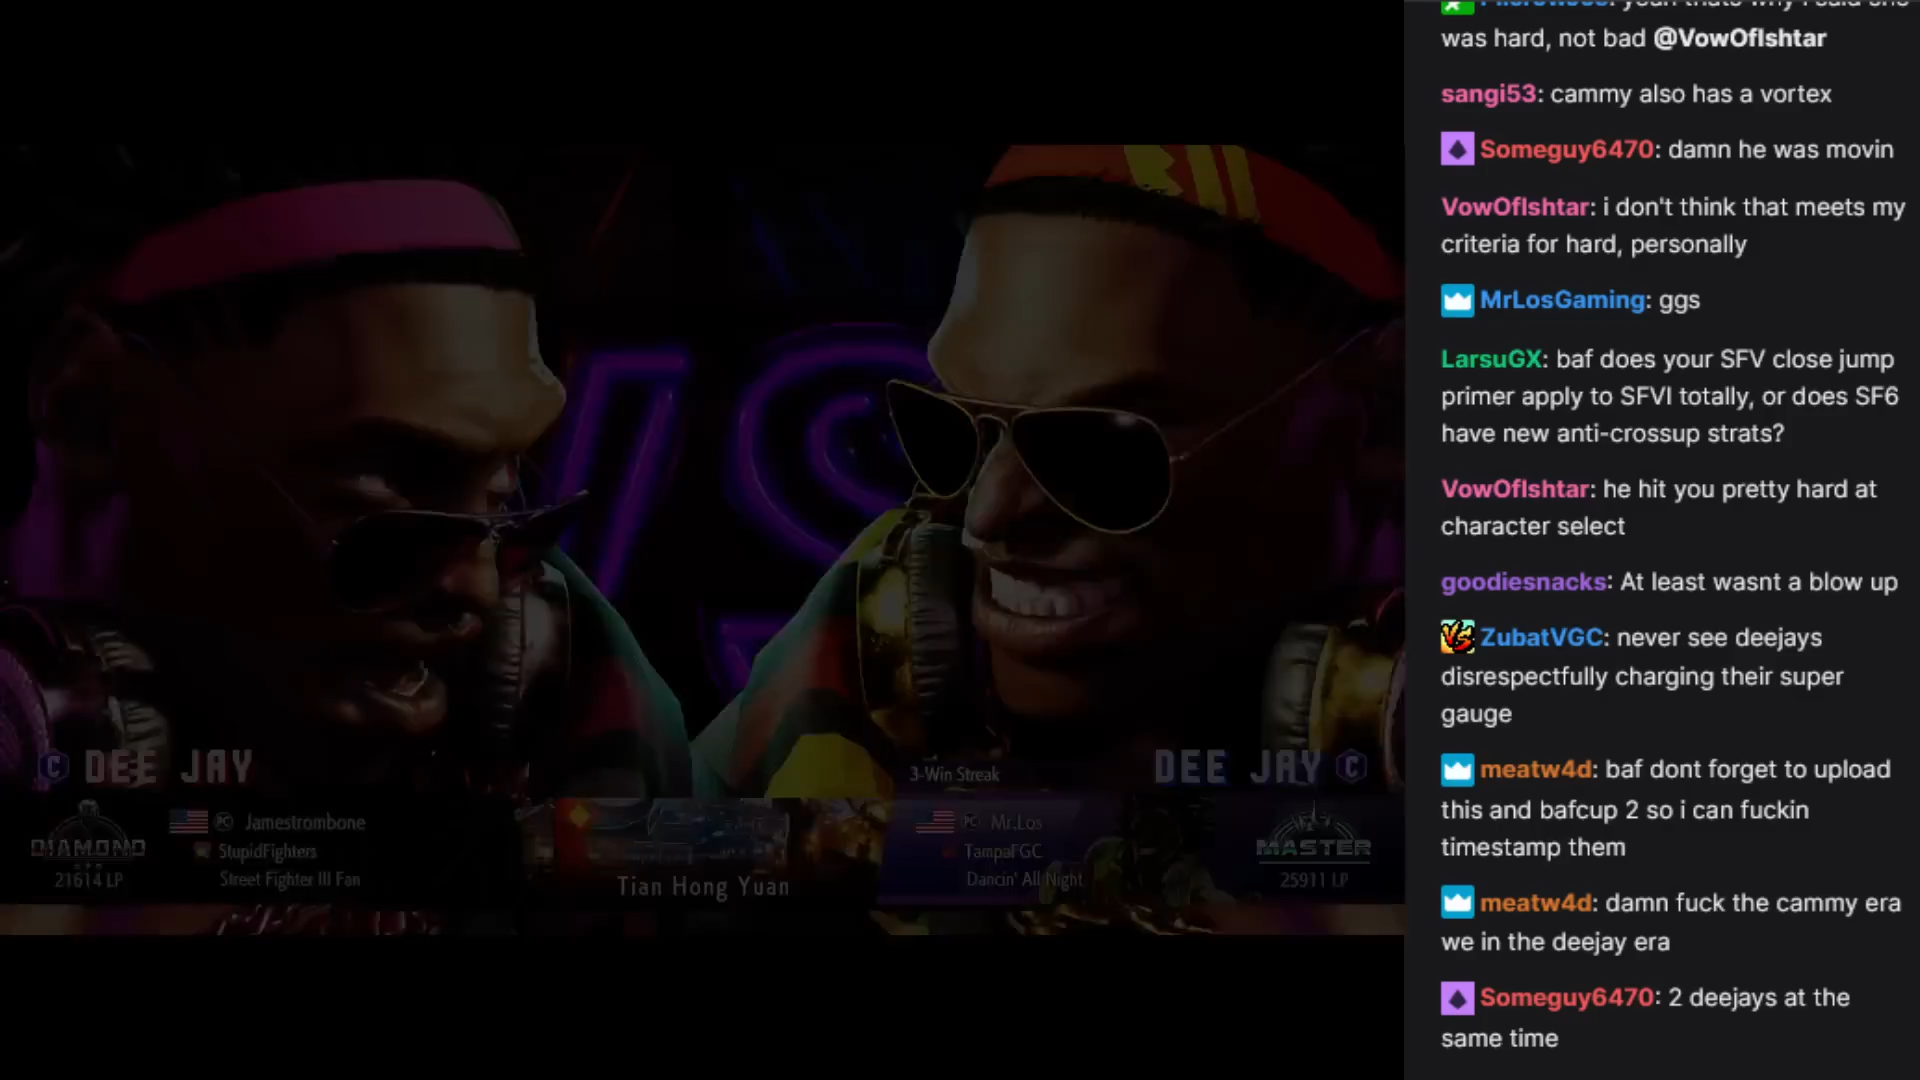 was hard, not bad @VowOfIshtar
sangi53: cammy also has a vortex
Someguy6470: damn he was movin
VowOfIshtar: i don't think that meets my
criteria for hard, personally
MrLosGaming: ggs
LarsuGX: baf does your SFV close jump
primer apply to SFVI totally, or does SF6
have new anti-crossup strats?
VowOfIshtar: he hit you pretty hard at
character select
goodiesnacks: At least wasnt a blow up
ZubatVGC: never see deejays
disrespectfully charging their super
gauge
meatw4d: baf dont forget to upload
this and bafcup 2 so i can fuckin
timestamp them
meatw4d: damn fuck the cammy era
we in the deejay era
Someguy6470: 2 deejays at the
same time
VS
C DEE JAY
DIAMOND
21614 LP
PC Jamestrombone
StupidFighters
Street Fighter III Fan
Tian Hong Yuan
3-Win Streak
DEE JAY C
PC Mr.Los
TampaFGC
Dancin' All Night
MASTER
25911 LP